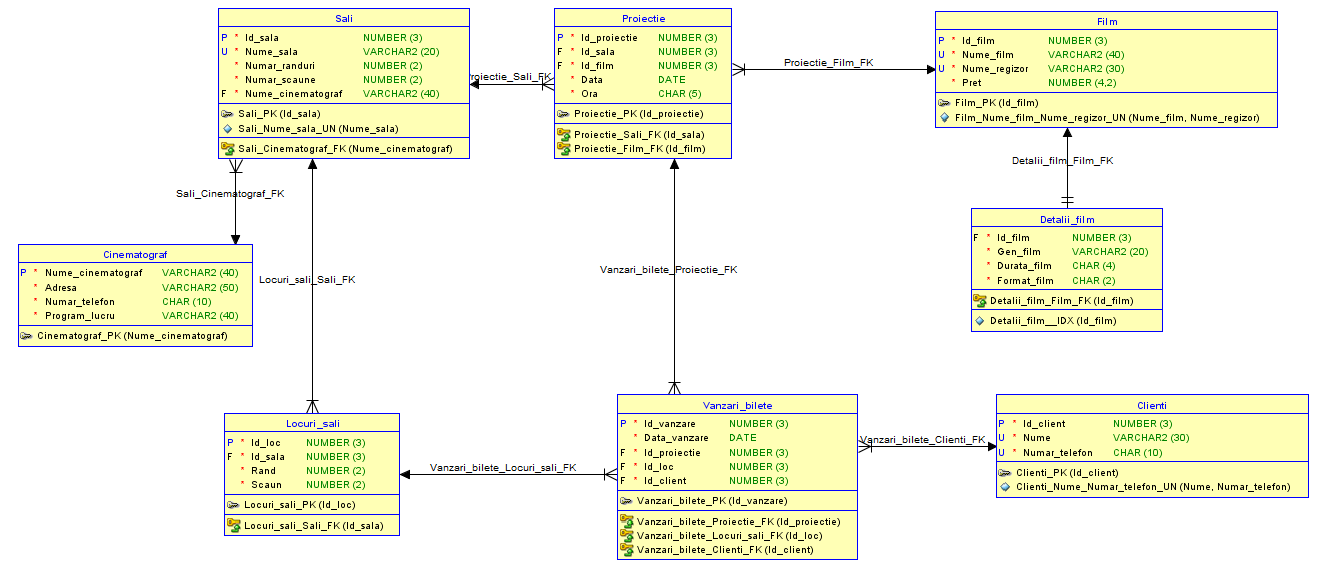 Sali
P * Id_sala NUMBER (3)
U * Nume_sala VARCHAR2 (20)
* Numar_randuri NUMBER (2)
* Numar_scaune NUMBER (2)
F * Nume_cinematograf VARCHAR2 (40)
Sali_PK (Id_sala)
Sali_Nume_sala_UN (Nume_sala)
Sali_Cinematograf_FK (Nume_cinematograf)
Proiectie_Sali_FK
Proiectie
P * Id_proiectie NUMBER (3)
F * Id_sala NUMBER (3)
F * Id_film NUMBER (3)
* Data DATE
* Ora CHAR (5)
Proiectie_PK (Id_proiectie)
Proiectie_Sali_FK (Id_sala)
Proiectie_Film_FK (Id_film)
Proiectie_Film_FK
Film
P * Id_film NUMBER (3)
U * Nume_film VARCHAR2 (40)
U * Nume_regizor VARCHAR2 (30)
* Pret NUMBER (4,2)
Film_PK (Id_film)
Film_Nume_film_Nume_regizor_UN (Nume_film, Nume_regizor)
Detalii_film_Film_FK
Sali_Cinematograf_FK
Cinematograf
P * Nume_cinematograf VARCHAR2 (40)
* Adresa VARCHAR2 (50)
* Numar_telefon CHAR (10)
* Program_lucru VARCHAR2 (40)
Cinematograf_PK (Nume_cinematograf)
Locuri_sali_Sali_FK
Vanzari_bilete_Proiectie_FK
Detalii_film
F * Id_film NUMBER (3)
* Gen_film VARCHAR2 (20)
* Durata_film CHAR (4)
* Format_film CHAR (2)
Detalii_film_Film_FK (Id_film)
Detalii_film__IDX (Id_film)
Locuri_sali
P * Id_loc NUMBER (3)
F * Id_sala NUMBER (3)
* Rand NUMBER (2)
* Scaun NUMBER (2)
Locuri_sali_PK (Id_loc)
Locuri_sali_Sali_FK (Id_sala)
Vanzari_bilete_Locuri_sali_FK
Vanzari_bilete
P * Id_vanzare NUMBER (3)
* Data_vanzare DATE
F * Id_proiectie NUMBER (3)
F * Id_loc NUMBER (3)
F * Id_client NUMBER (3)
Vanzari_bilete_PK (Id_vanzare)
Vanzari_bilete_Proiectie_FK (Id_proiectie)
Vanzari_bilete_Locuri_sali_FK (Id_loc)
Vanzari_bilete_Clienti_FK (Id_client)
Vanzari_bilete_Clienti_FK
Clienti
P * Id_client NUMBER (3)
U * Nume VARCHAR2 (30)
U * Numar_telefon CHAR (10)
Clienti_PK (Id_client)
Clienti_Nume_Numar_telefon_UN (Nume, Numar_telefon)